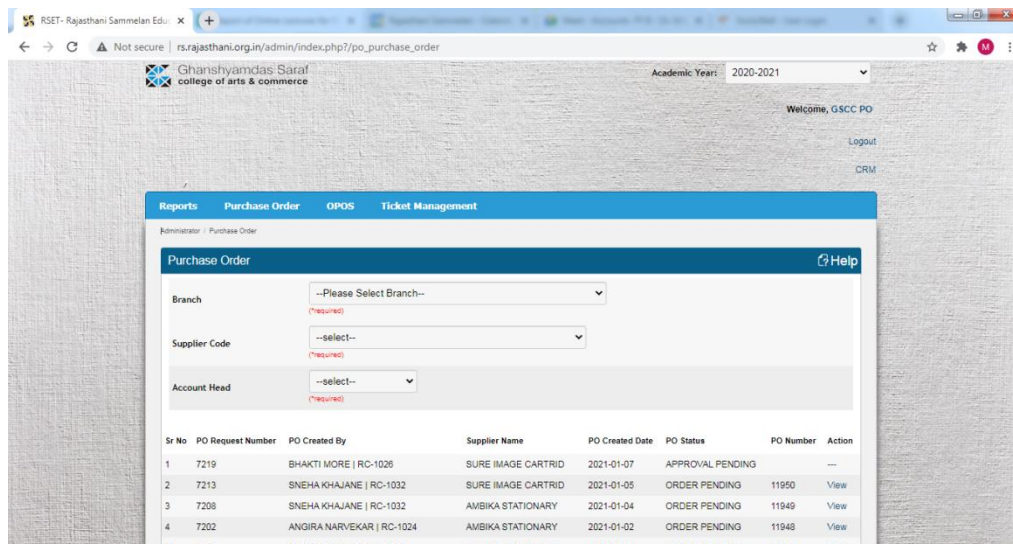 RSET- Rajasthani Sammelan Edu
Not secure | rs.rajasthani.org.in/admin/index.php?/po_purchase_order
M
Ghanshyamdas Saraf
college of arts & commerce
Academic Year: 2020-2021
Welcome, GSCC PO
Logout
CRM
Reports Purchase Order OPOS Ticket Management
Administrator / Purchase Order
Purchase Order Help
Branch --Please Select Branch--
(*required)
Supplier Code --select--
(*required)
Account Head --select--
(*required)
Sr No PO Request Number PO Created By Supplier Name PO Created Date PO Status PO Number Action
1 7219 BHAKTI MORE | RC-1026 SURE IMAGE CARTRID 2021-01-07 APPROVAL PENDING ---
2 7213 SNEHA KHAJANE | RC-1032 SURE IMAGE CARTRID 2021-01-05 ORDER PENDING 11950 View
3 7208 SNEHA KHAJANE | RC-1032 AMBIKA STATIONARY 2021-01-04 ORDER PENDING 11949 View
4 7202 ANGIRA NARVEKAR | RC-1024 AMBIKA STATIONARY 2021-01-02 ORDER PENDING 11948 View